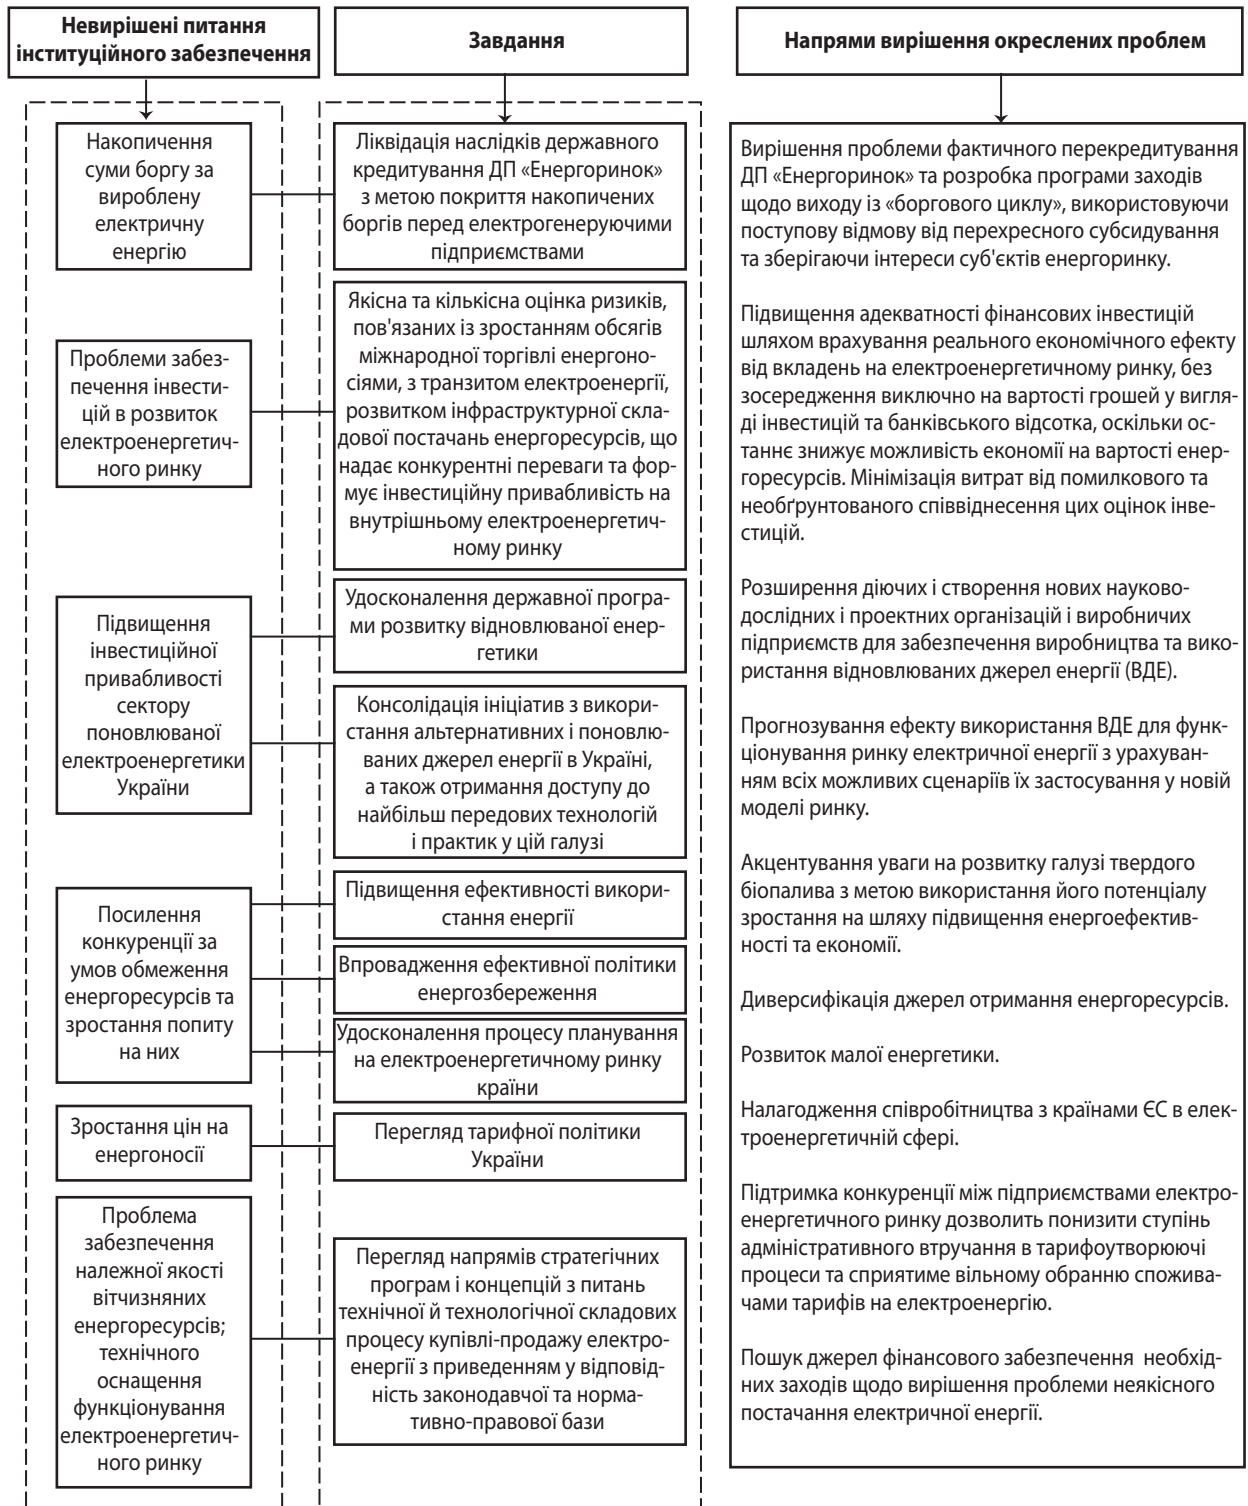 Невирішені питання
інституційного забезпечення
Завдання
Напрями вирішення окреслених проблем
Накопичення
суми боргу за
вироблену
електричну
енергію
Проблеми забез-
печення інвести-
цій в розвиток
електроенергетич-
ного ринку
Підвищення
інвестиційної
привабливості
сектору
поновлюваної
електроенергетики
України
Посилення
конкуренції за
умов обмеження
енергоресурсів та
зростання попиту
на них
Зростання цін на
енергоносії
Проблема
забезпечення
належної якості
вітчизняних
енергоресурсів;
технічного
оснащення
функціонування
електроенергетич-
ного ринку
Ліквідація наслідків державного
кредитування ДП «Енергоринок»
з метою покриття накопичених
боргів перед електрогенеруючими
підприємствами
Якісна та кількісна оцінка ризиків,
пов'язаних із зростанням обсягів
міжнародної торгівлі енергоно-
сіями, з транзитом електроенергії,
розвитком інфраструктурної скла-
дової постачань енергоресурсів, що
надає конкурентні переваги та фор-
мує інвестиційну привабливість на
внутрішньому електроенергетич-
ному ринку
Удосконалення державної програ-
ми розвитку відновлюваної енер-
гетики
Консолідація ініціатив з викори-
стання альтернативних і поновлю-
ваних джерел енергії в Україні,
а також отримання доступу до
найбільш передових технологій
і практик у цій галузі
Підвищення ефективності викори-
стання енергії
Впровадження ефективної політики
енергозбереження
Удосконалення процесу планування
на електроенергетичному ринку
країни
Перегляд тарифної політики
України
Перегляд напрямів стратегічних
програм і концепцій з питань
технічної й технологічної складових
процесу купівлі-продажу електро-
енергії з приведенням у відповід-
ність законодавчої та норма-
тивно-правової бази
Вирішення проблеми фактичного перекредитування
ДП «Енергоринок» та розробка програми заходів
щодо виходу із «боргового циклу», використовуючи
поступову відмову від перехресного субсидування
та зберігаючи інтереси суб'єктів енергоринку.
Підвищення адекватності фінансових інвестицій
шляхом врахування реального економічного ефекту
від вкладень на електроенергетичному ринку, без
зосередження виключно на вартості грошей у вигля-
ді інвестицій та банківського відсотка, оскільки ос-
таннє знижує можливість економії на вартості енер-
горесурсів. Мінімізація витрат від помилкового та
необґрунтованого співвіднесення цих оцінок інве-
стицій.
Розширення діючих і створення нових науково-
дослідних і проектних організацій і виробничих
підприємств для забезпечення виробництва та вико-
ристання відновлюваних джерел енергії (ВДЕ).
Прогнозування ефекту використання ВДЕ для функ-
ціонування ринку електричної енергії з урахуван-
ням всіх можливих сценаріїв їх застосування у новій
моделі ринку.
Акцентування уваги на розвитку галузі твердого
біопалива з метою використання його потенціалу
зростання на шляху підвищення енергоефектив-
ності та економії.
Диверсифікація джерел отримання енергоресурсів.
Розвиток малої енергетики.
Налагодження співробітництва з країнами ЄС в елек-
троенергетичній сфері.
Підтримка конкуренції між підприємствами електро-
енергетичного ринку дозволить понизити ступінь
адміністративного втручання в тарифоутворюючі
процеси та сприятиме вільному обранню спожива-
чами тарифів на електроенергію.
Пошук джерел фінансового забезпечення необхід-
них заходів щодо вирішення проблеми неякісного
постачання електричної енергії.